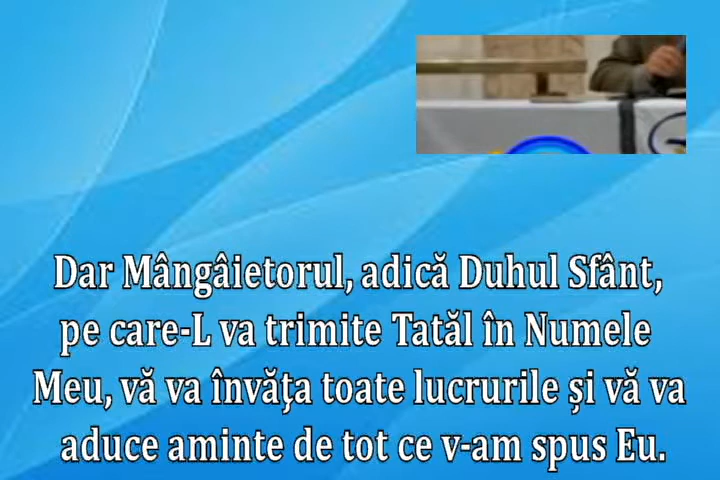 Dar Mângâietorul, adică Duhul Sfânt,
pe care-L va trimite Tatăl în Numele
Meu, vă va învăța toate lucrurile și vă va
aduce aminte de tot ce v-am spus Eu.